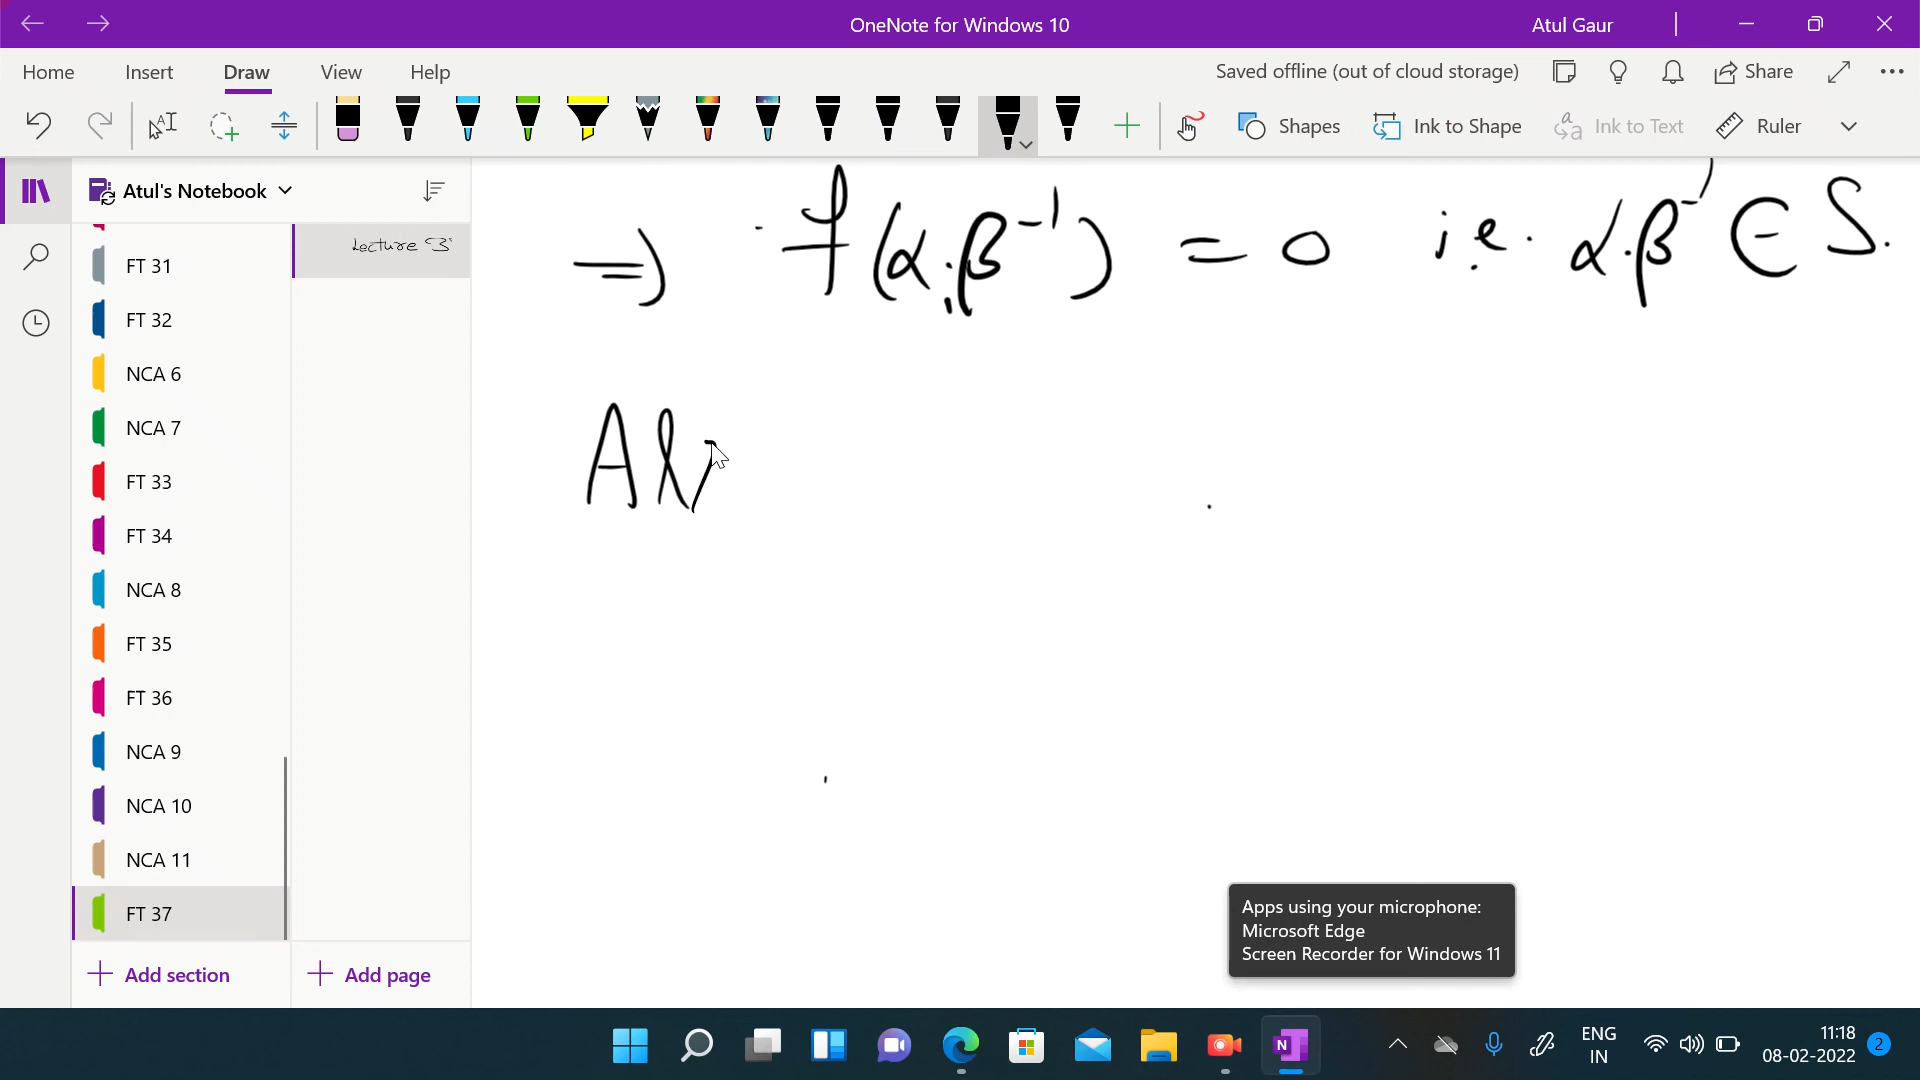 OneNote for Windows 10
Atul Gaur
Home Insert Draw View Help
Saved offline (out of cloud storage)
Share
Shapes
Ink to Shape
Ink to Text
Ruler
Atul's Notebook
FT 31
FT 32
NCA 6
NCA 7
FT 33
FT 34
NCA 8
FT 35
FT 36
NCA 9
NCA 10
NCA 11
FT 37
Add section
Lecture 3
Add page
⇒ f(α.β⁻¹) = 0 i.e. α.β⁻¹ ∈ S.
Apps using your microphone:
Microsoft Edge
Screen Recorder for Windows 11
ENG
IN
11:18
08-02-2022
2